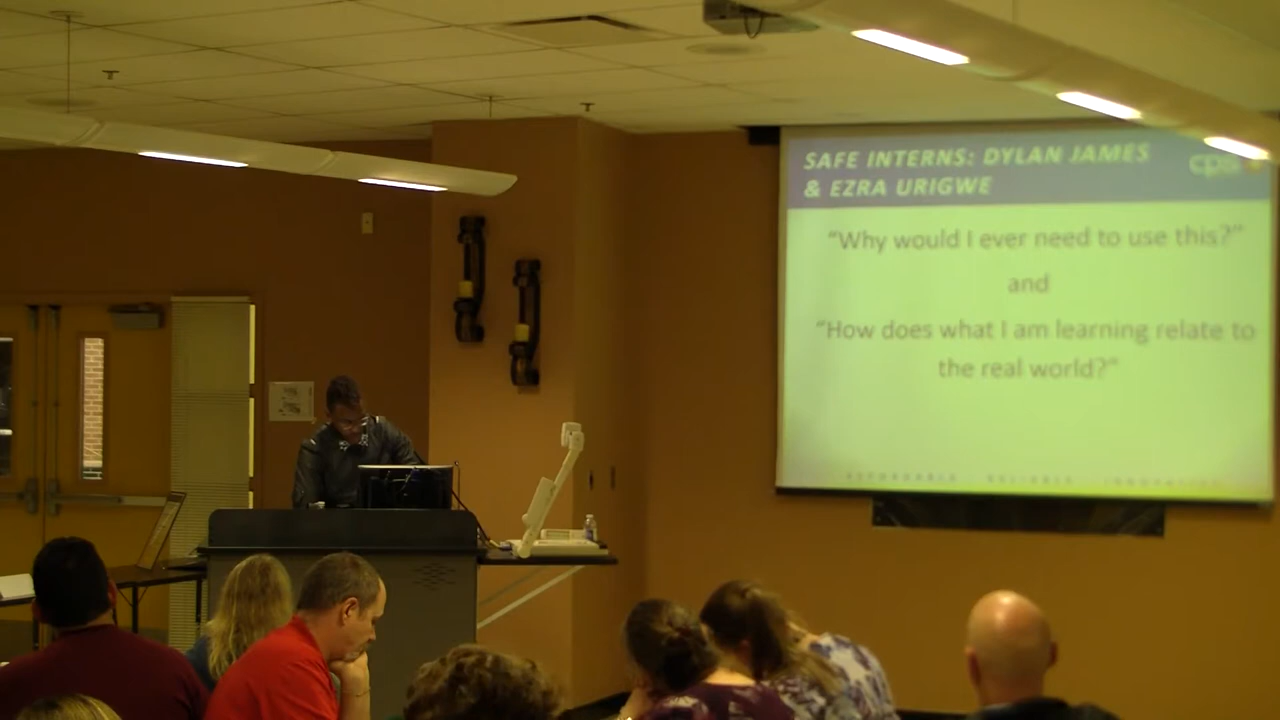 SAFE INTERNS: DYLAN JAMES
& EZRA URIGWE
cps
“Why would I ever need to use this?”
and
“How does what I am learning relate to
the real world?”